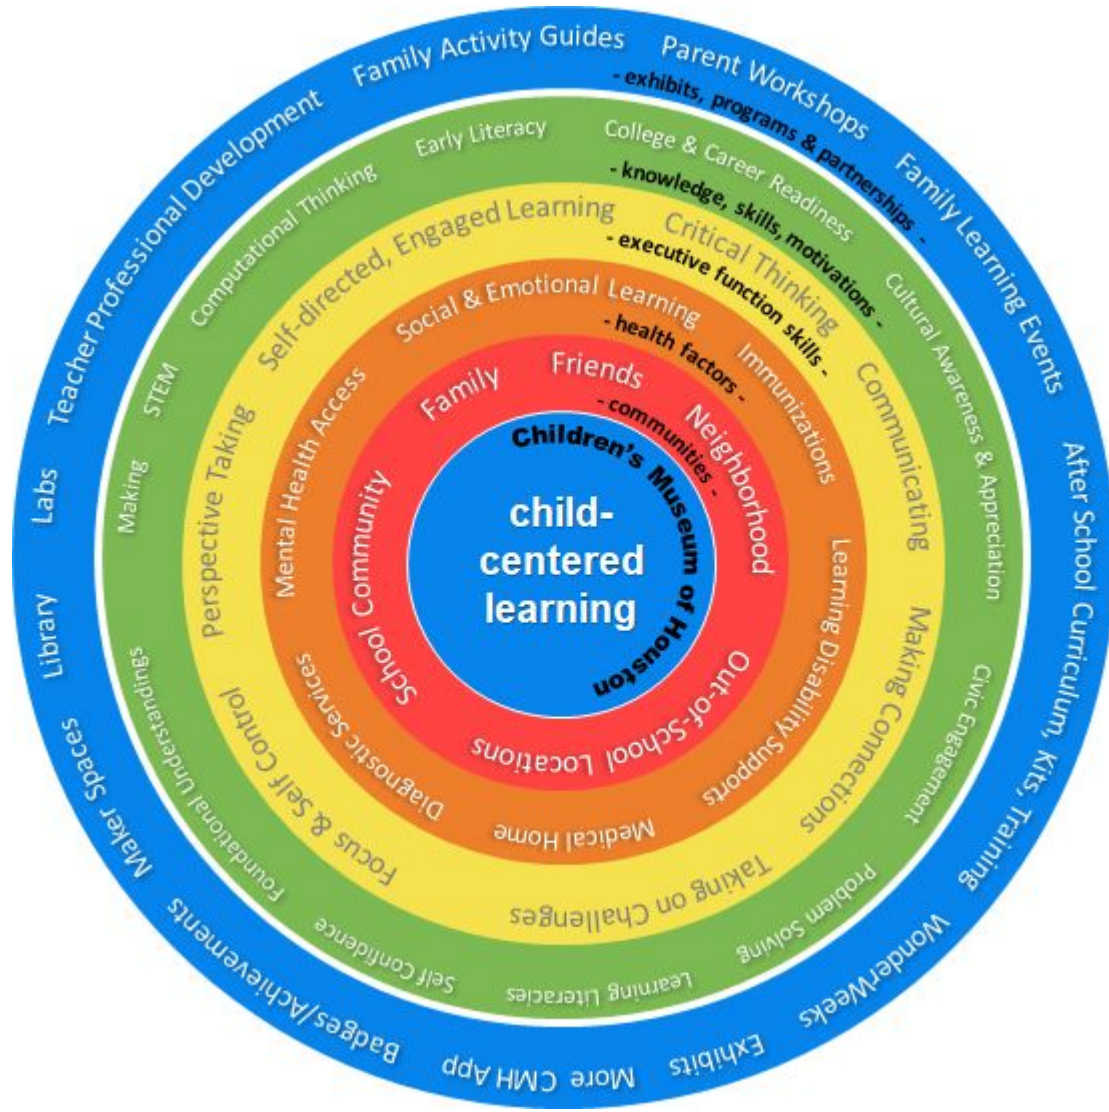 child-
centered
learning
Children's Museum of Houston
- communities -
Family
Friends
Neighborhood
Out-of-School Locations
School Community
- health factors -
Social & Emotional Learning
Immunizations
Learning Disability Supports
Medical Home
Diagnostic Services
Mental Health Access
- executive function skills -
Self-directed, Engaged Learning
Critical Thinking
Communicating
Making Connections
Taking on Challenges
Focus & Self Control
Perspective Taking
- knowledge, skills, motivations -
Early Literacy
College & Career Readiness
Cultural Awareness & Appreciation
Civic Engagement
Problem Solving
Learning Literacies
Self Confidence
Foundational Understandings
Making
STEM
Computational Thinking
- exhibits, programs & partnerships -
Family Activity Guides
Parent Workshops
Family Learning Events
After School Curriculum, Kits, Training
WonderWeeks
Exhibits
More CMH App
Badges/Achievements
Maker Spaces
Library
Labs
Teacher Professional Development